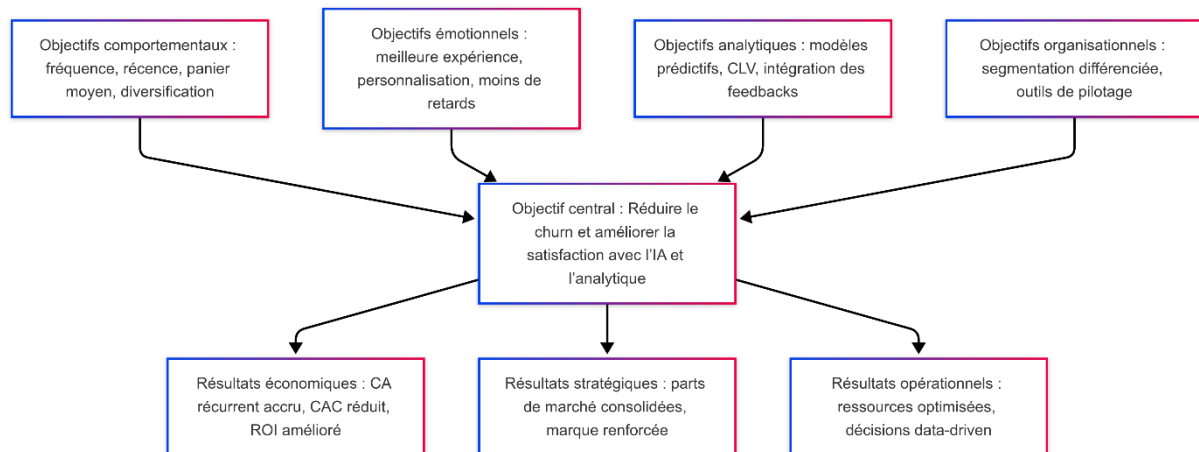 Objectifs comportementaux :
fréquence, récence, panier
moyen, diversification
Objectifs émotionnels :
meilleure expérience,
personnalisation, moins de
retards
Objectifs analytiques : modèles
prédictifs, CLV, intégration des
feedbacks
Objectifs organisationnels :
segmentation différenciée,
outils de pilotage
Objectif central : Réduire le
churn et améliorer la
satisfaction avec l’IA et
l’analytique
Résultats économiques : CA
récurrent accru, CAC réduit,
ROI amélioré
Résultats stratégiques : parts
de marché consolidées,
marque renforcée
Résultats opérationnels :
ressources optimisées,
décisions data-driven